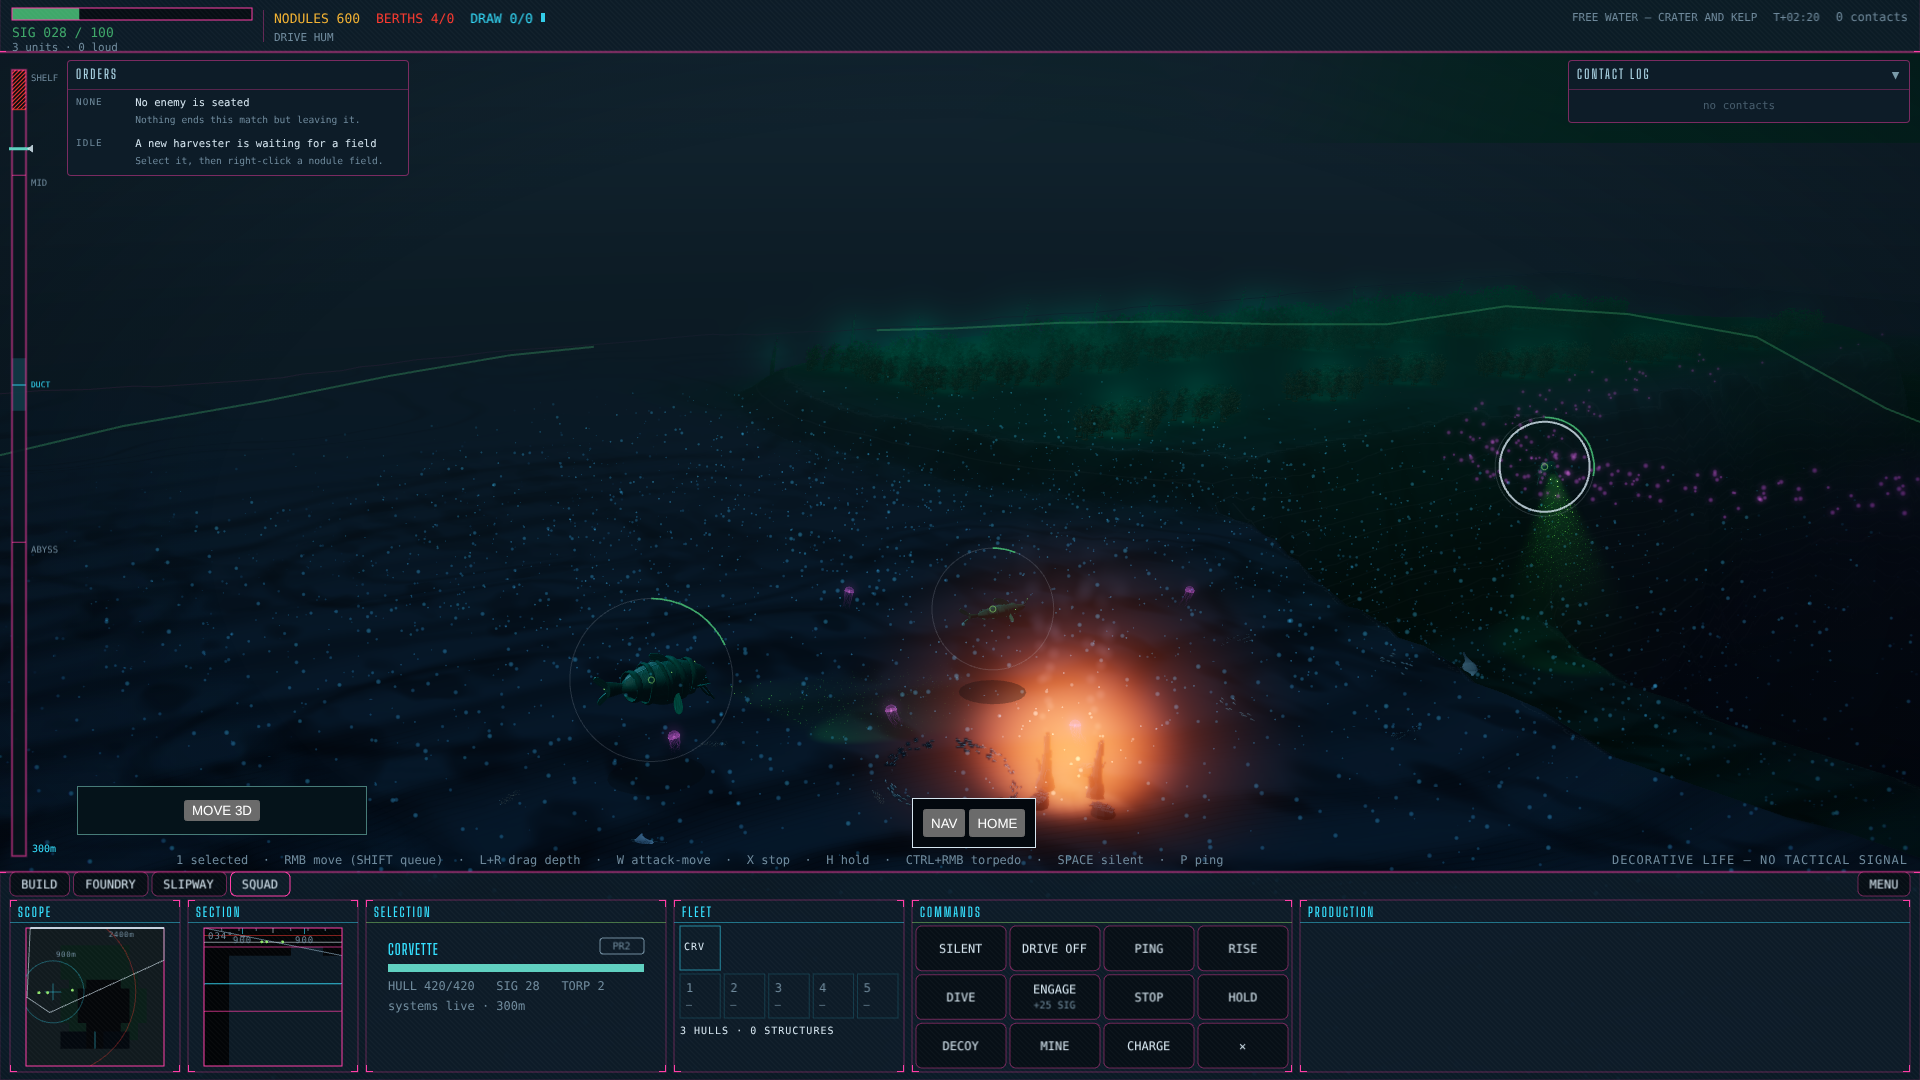 SIG 028 / 100
3 units · 0 loud
NODULES 600 BERTHS 4/0 DRAW 0/0
DRIVE HUM
FREE WATER — CRATER AND KELP T+02:20 0 contacts
SHELF
MID
DUCT
ABYSS
300m
ORDERS
NONE No enemy is seated
Nothing ends this match but leaving it.
IDLE A new harvester is waiting for a field
Select it, then right-click a nodule field.
CONTACT LOG ▼
no contacts
MOVE 3D
NAV HOME
1 selected · RMB move (SHIFT queue) · L+R drag depth · W attack-move · X stop · H hold · CTRL+RMB torpedo · SPACE silent · P ping
DECORATIVE LIFE — NO TACTICAL SIGNAL
BUILD FOUNDRY SLIPWAY SQUAD
MENU
SCOPE
2400m
900m
SECTION
034°
900
900
SELECTION
CORVETTE PR2
HULL 420/420 SIG 28 TORP 2
systems live · 300m
FLEET
CRV
1 2 3 4 5
— — — — —
3 HULLS · 0 STRUCTURES
COMMANDS
SILENT DRIVE OFF PING RISE
DIVE ENGAGE STOP HOLD
+25 SIG
DECOY MINE CHARGE ×
PRODUCTION